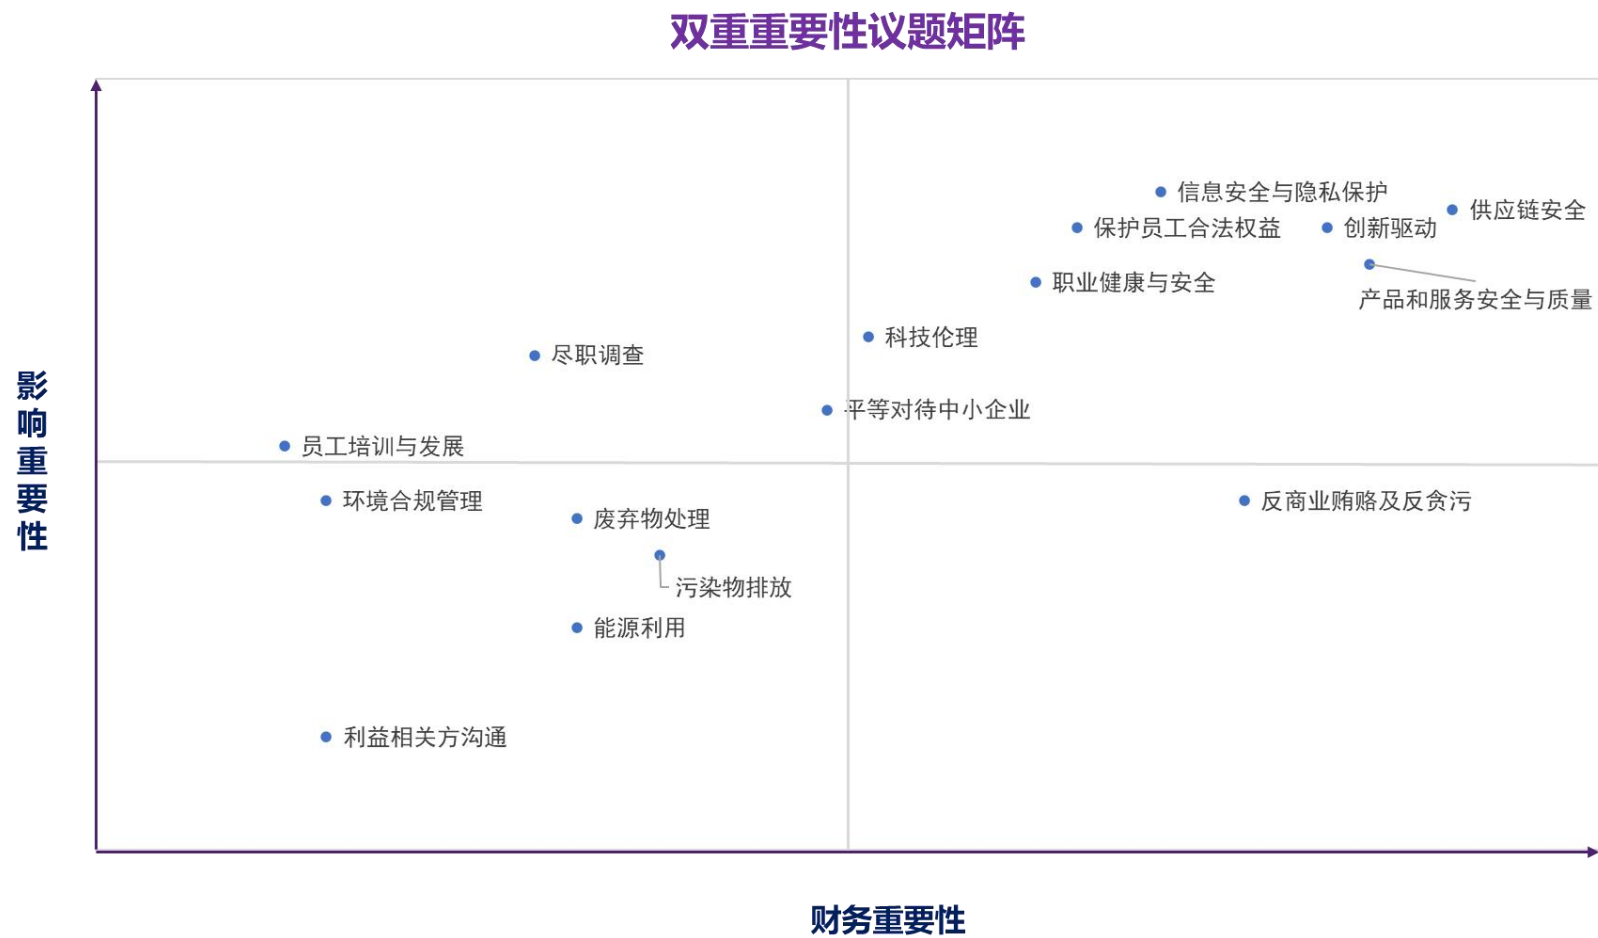 双重重要性议题矩阵
信息安全与隐私保护
供应链安全
保护员工合法权益
创新驱动
职业健康与安全
产品和服务安全与质量
科技伦理
尽职调查
平等对待中小企业
员工培训与发展
环境合规管理
反商业贿赂及反贪污
废弃物处理
污染物排放
能源利用
利益相关方沟通
影响重要性
财务重要性